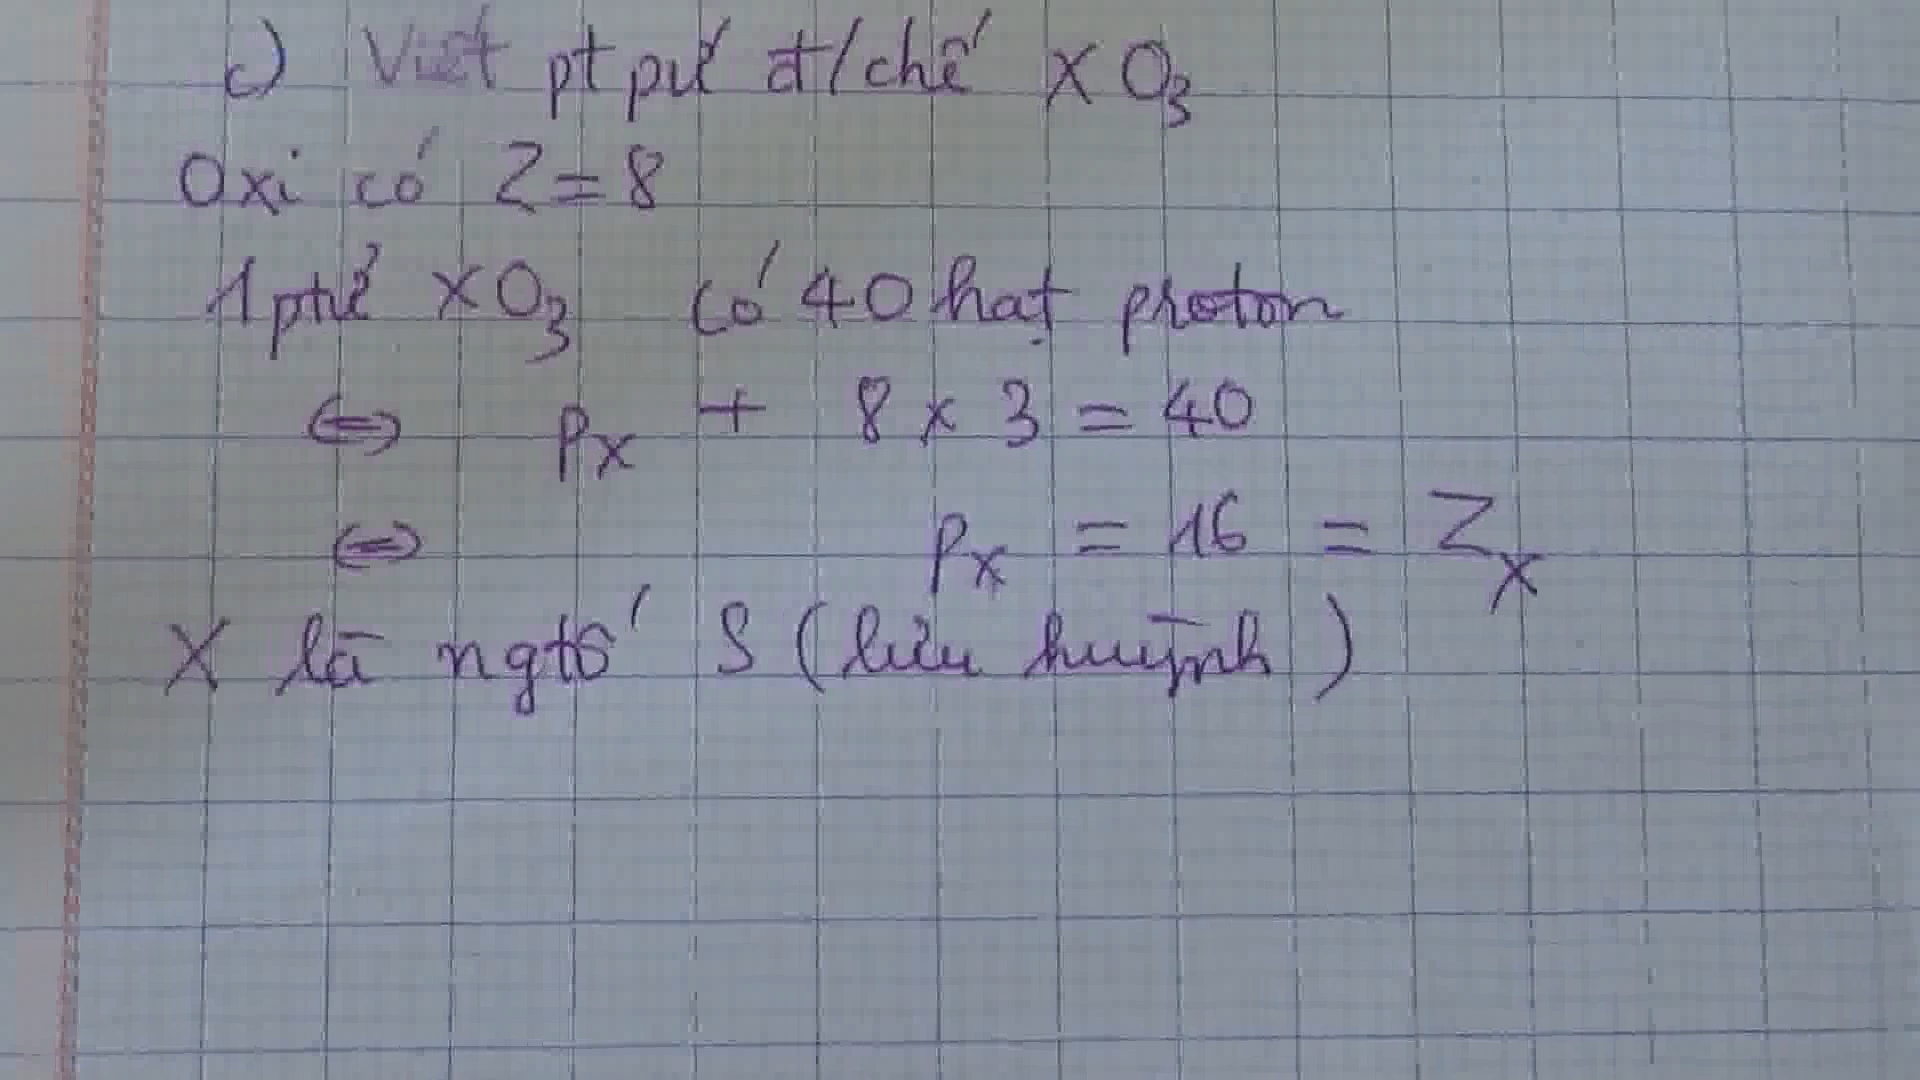 c) Viết pt pư đ/chế XO₃
Oxi có Z = 8
1 ptử XO₃ có 40 hạt proton
⇔ Pₓ + 8 × 3 = 40
⇔ Pₓ = 16 = Zₓ
X là ngtố S (lưu huỳnh)